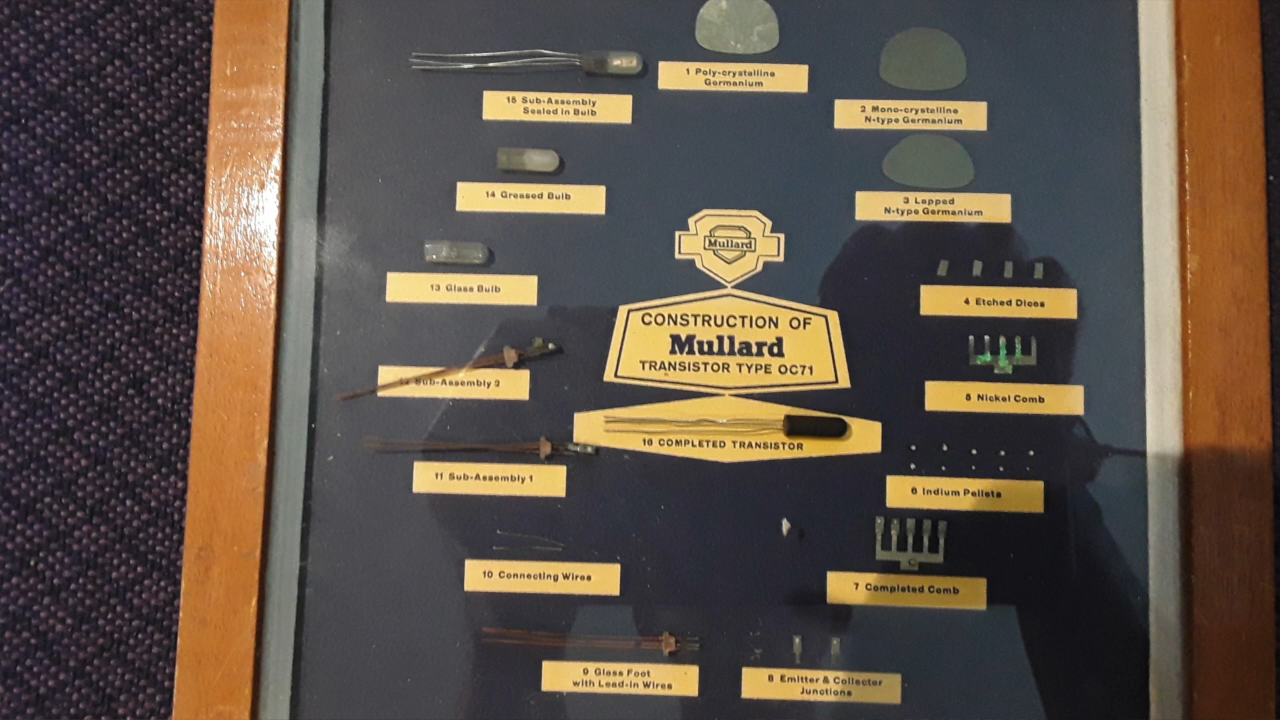 1 Poly-crystalline
Germanium
2 Mono-crystalline
N-type Germanium
3 Lapped
N-type Germanium
4 Etched Dices
5 Nickel Comb
6 Indium Pellets
7 Completed Comb
8 Emitter & Collector
Junctions
9 Glass Foot
with Lead-in Wires
10 Connecting Wires
11 Sub-Assembly 1
12 Sub-Assembly 2
13 Glass Bulb
14 Greased Bulb
15 Sub-Assembly
Sealed in Bulb
Mullard
CONSTRUCTION OF
Mullard
TRANSISTOR TYPE OC71
16 COMPLETED TRANSISTOR